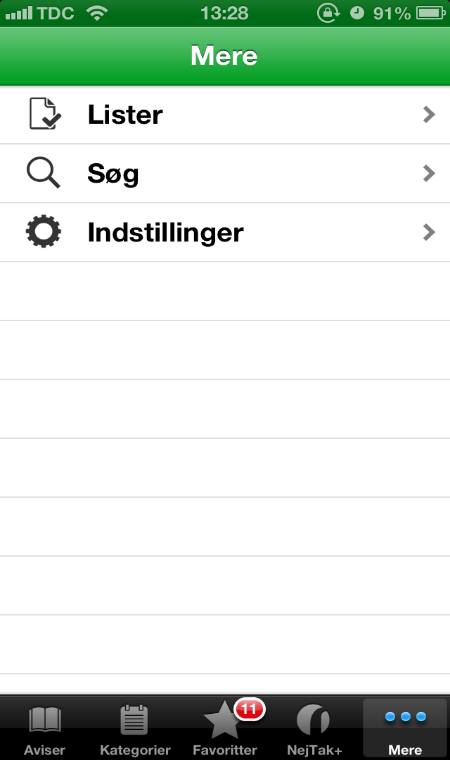 TDC 13:28 91%
Mere
Lister
Søg
Indstillinger
11
Aviser Kategorier Favoritter NejTak+ Mere